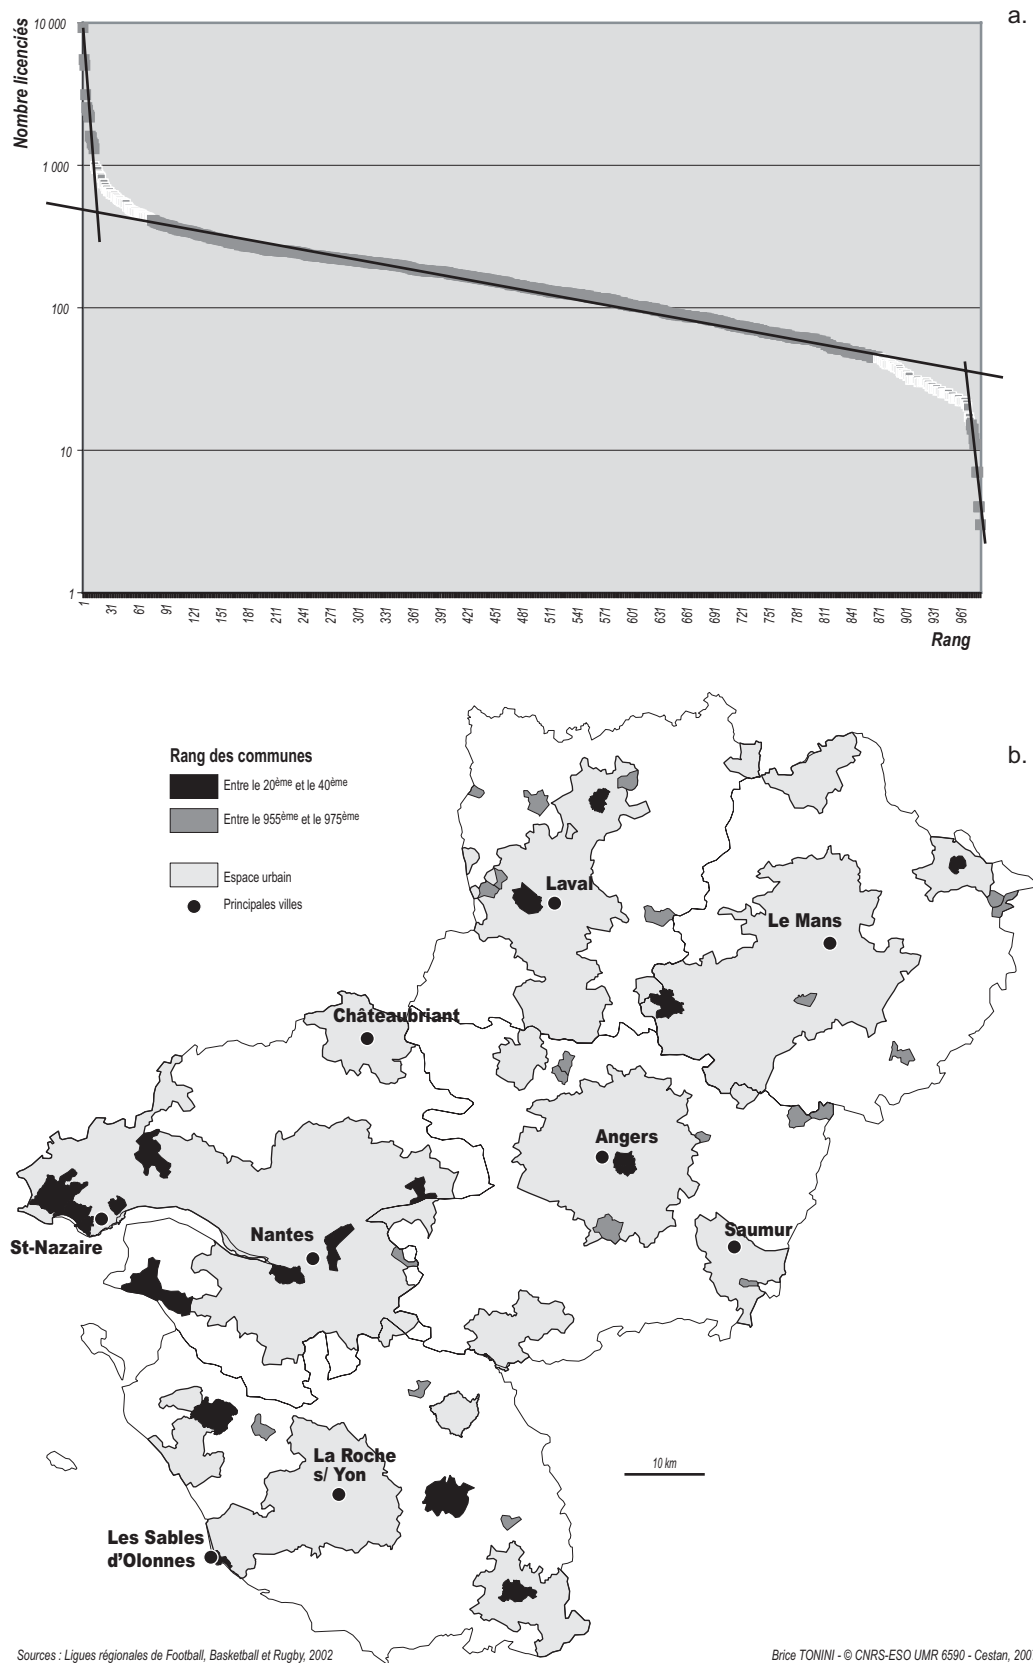 a.
Nombre licenciés
10 000
1 000
100
10
1
1 31 61 91 121 151 181 211 241 271 301 331 361 391 421 451 481 511 541 571 601 631 661 691 721 751 781 811 841 871 901 931 961
Rang
b.
Rang des communes
Entre le 20ème et le 40ème
Entre le 955ème et le 975ème
Espace urbain
Principales villes
Laval
Le Mans
Châteaubriant
Angers
Nantes
Saumur
St-Nazaire
La Roche
s/ Yon
10 km
Les Sables
d'Olonnes
Sources : Ligues régionales de Football, Basketball et Rugby, 2002
Brice TONINI - © CNRS-ESO UMR 6590 - Cestan,